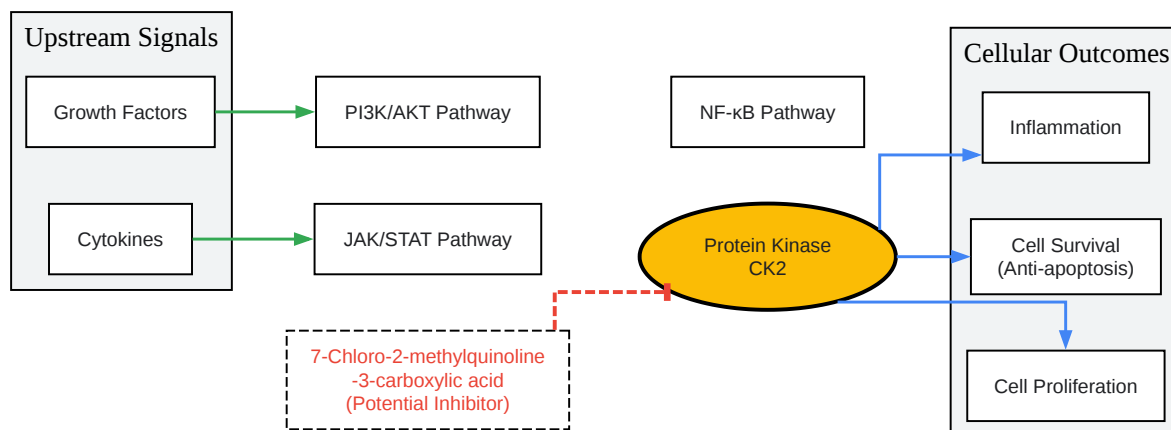 Upstream Signals
Growth Factors
Cytokines
PI3K/AKT Pathway
JAK/STAT Pathway
7-Chloro-2-methylquinoline
-3-carboxylic acid
(Potential Inhibitor)
NF-κB Pathway
Protein Kinase
CK2
Cellular Outcomes
Inflammation
Cell Survival
(Anti-apoptosis)
Cell Proliferation